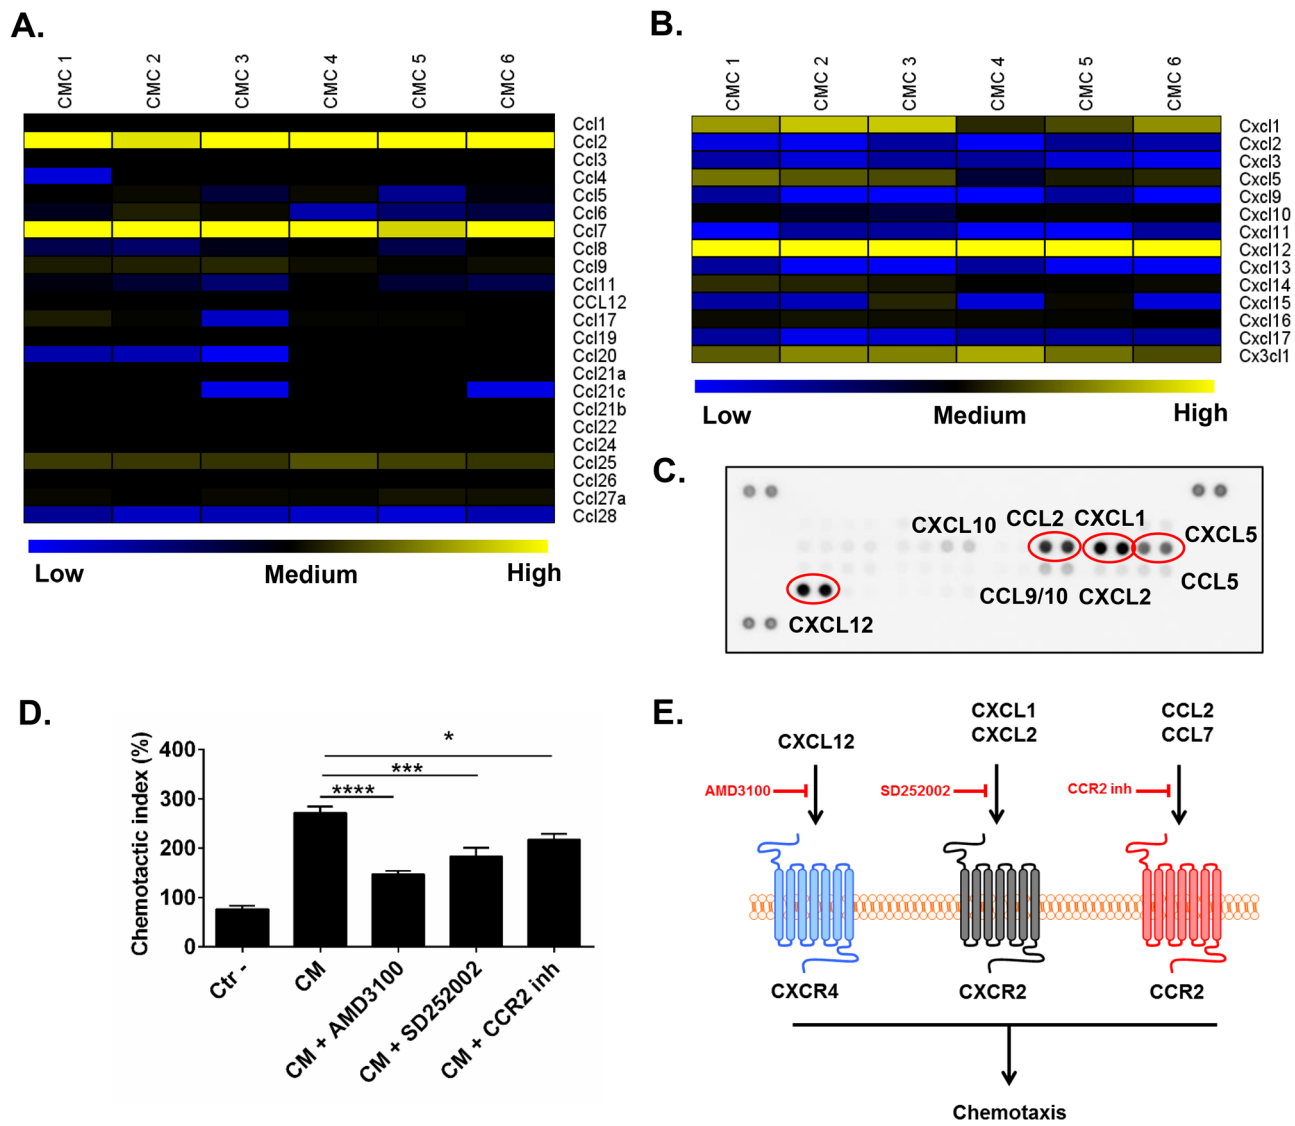 A.
CMC 1
CMC 2
CMC 3
CMC 4
CMC 5
CMC 6
Ccl1
Ccl2
Ccl3
Ccl4
Ccl5
Ccl6
Ccl7
Ccl8
Ccl9
Ccl11
CCL12
Ccl17
Ccl19
Ccl20
Ccl21a
Ccl21c
Ccl21b
Ccl22
Ccl24
Ccl25
Ccl26
Ccl27a
Ccl28
Low Medium High
B.
CMC 1
CMC 2
CMC 3
CMC 4
CMC 5
CMC 6
Cxcl1
Cxcl2
Cxcl3
Cxcl5
Cxcl9
Cxcl10
Cxcl11
Cxcl12
Cxcl13
Cxcl14
Cxcl15
Cxcl16
Cxcl17
Cx3cl1
Low Medium High
C.
CXCL10 CCL2 CXCL1
CXCL5
CCL5
CCL9/10 CXCL2
CXCL12
D.
Chemotactic index (%)
400
300
200
100
0
*
***
****
Ctr -
CM
CM + AMD3100
CM + SD252002
CM + CCR2 inh
E.
CXCL12
CXCL1
CXCL2
CCL2
CCL7
AMD3100
SD252002
CCR2 inh
CXCR4
CXCR2
CCR2
Chemotaxis